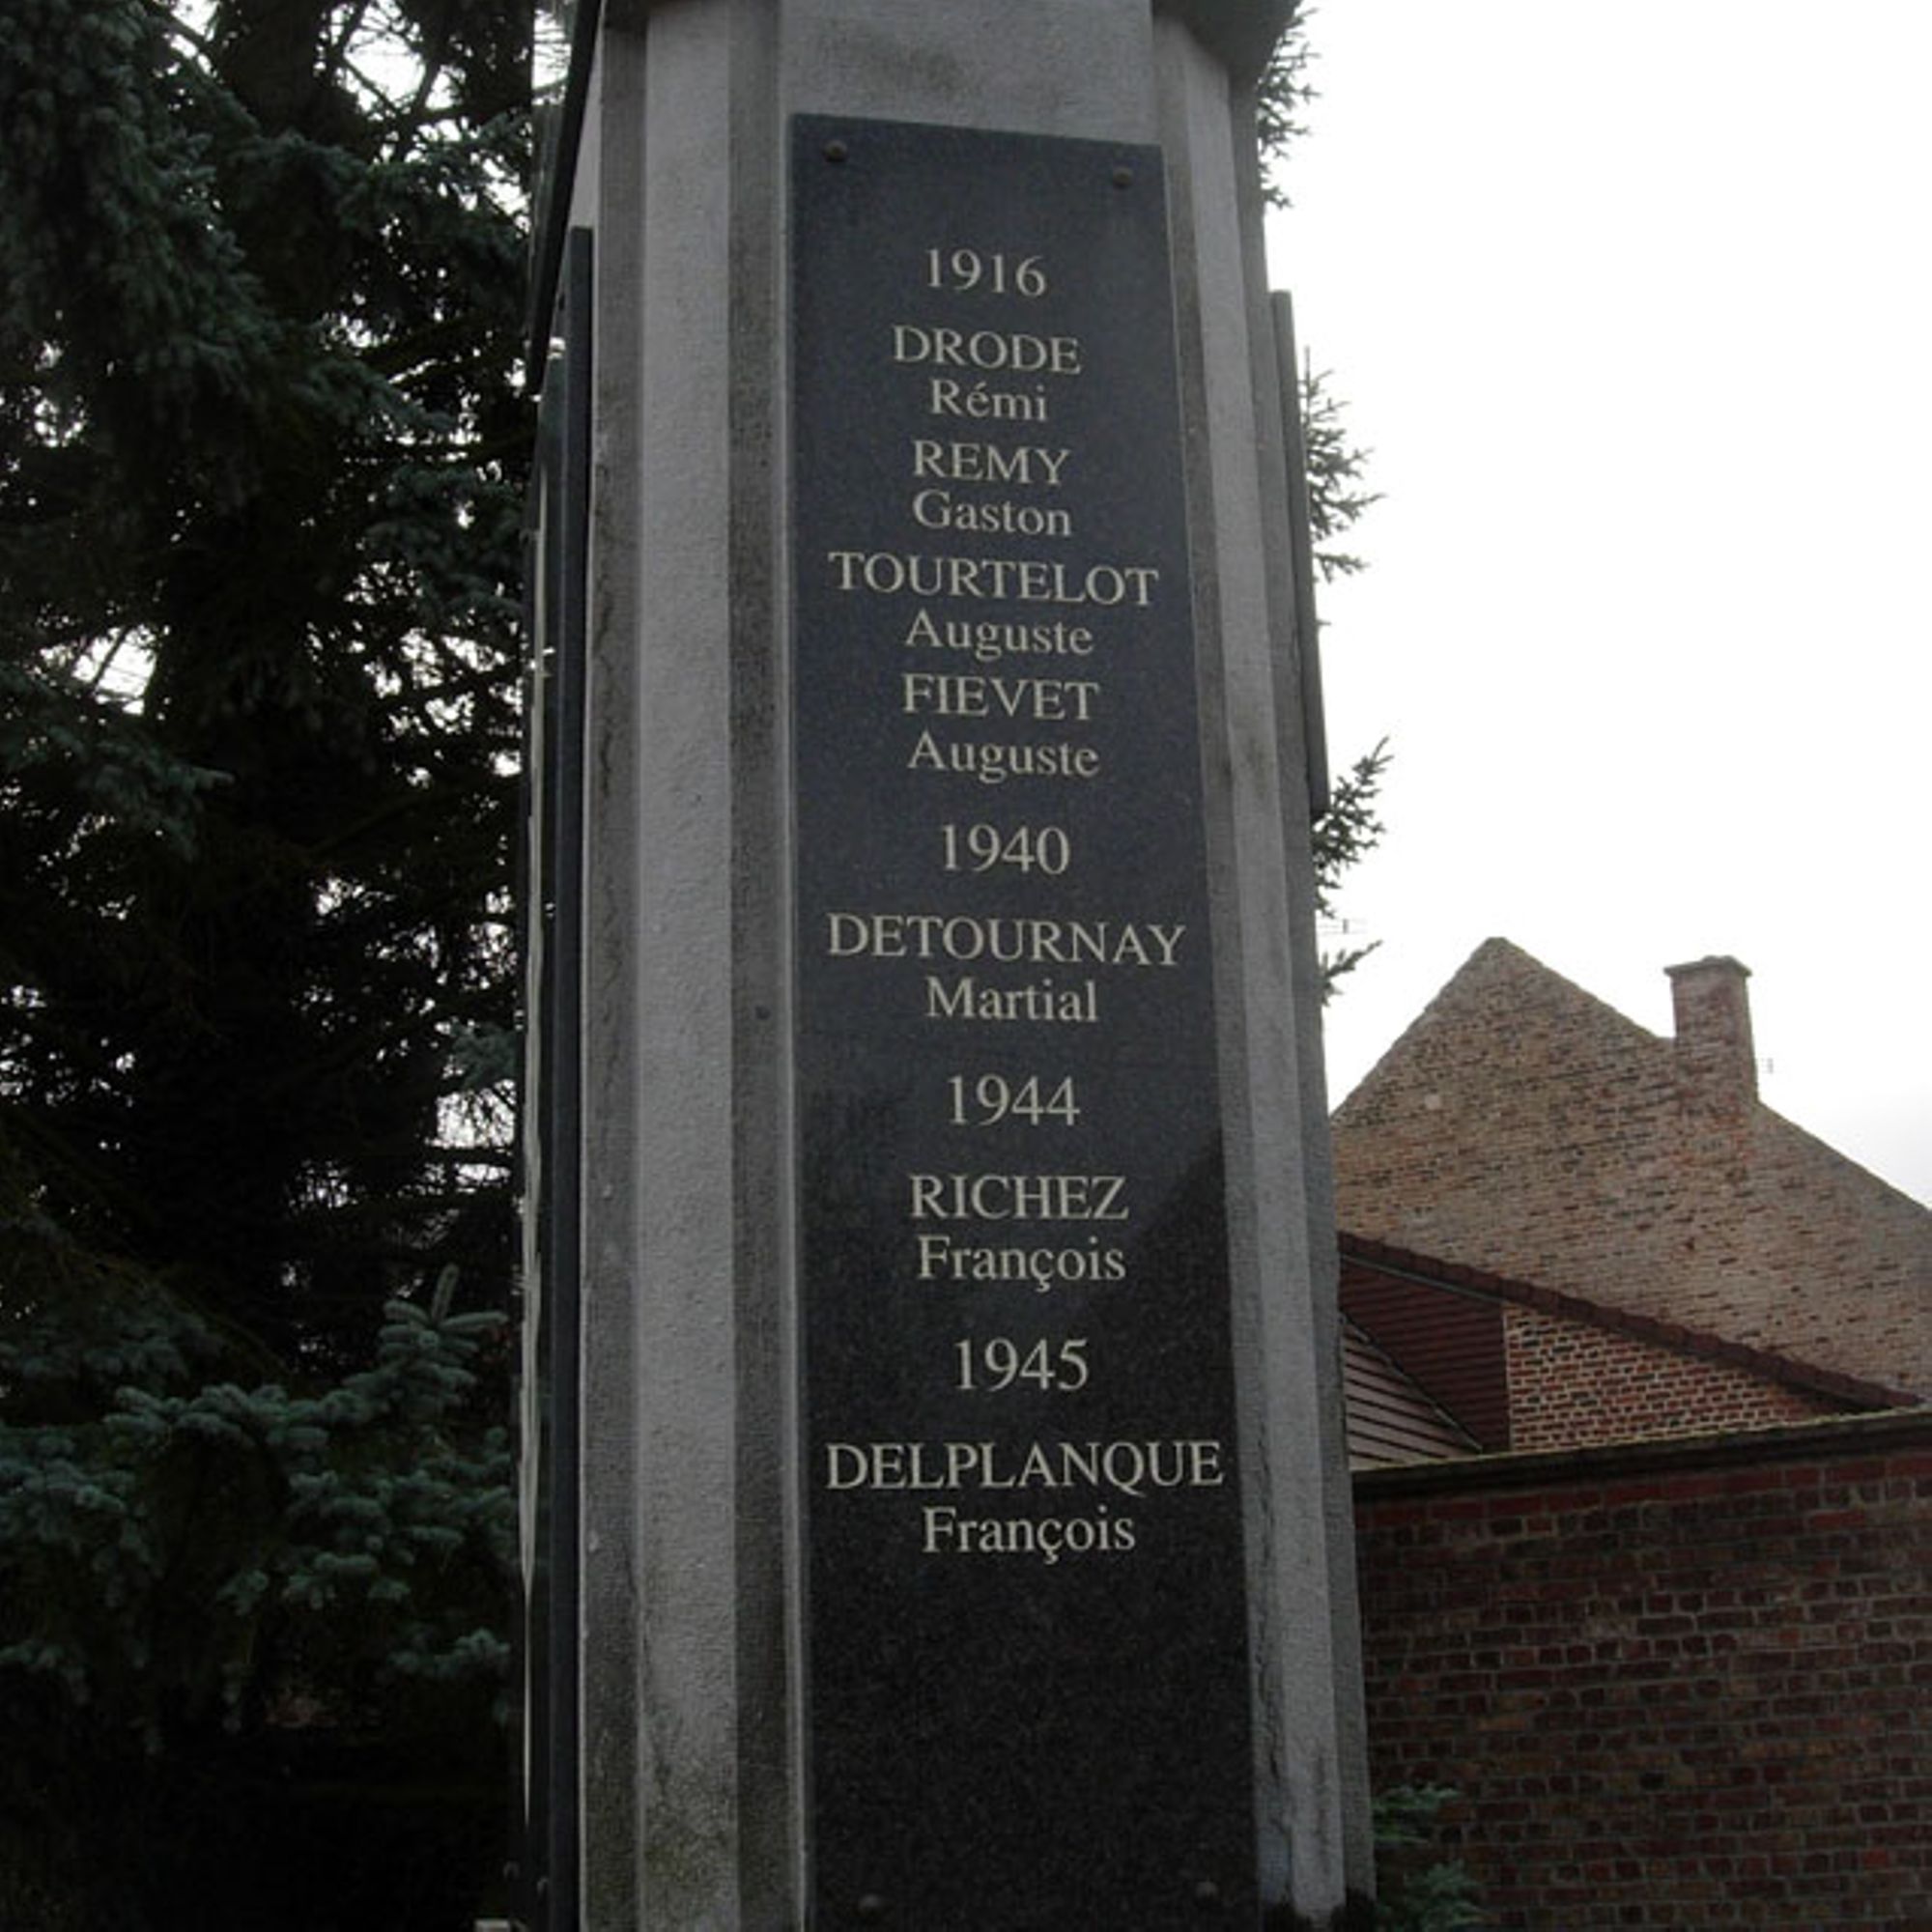 1916
DRODE
Rémi
REMY
Gaston
TOURTELOT
Auguste
FIEVET
Auguste
1940
DETOURNAY
Martial
1944
RICHEZ
François
1945
DELPLANQUE
François